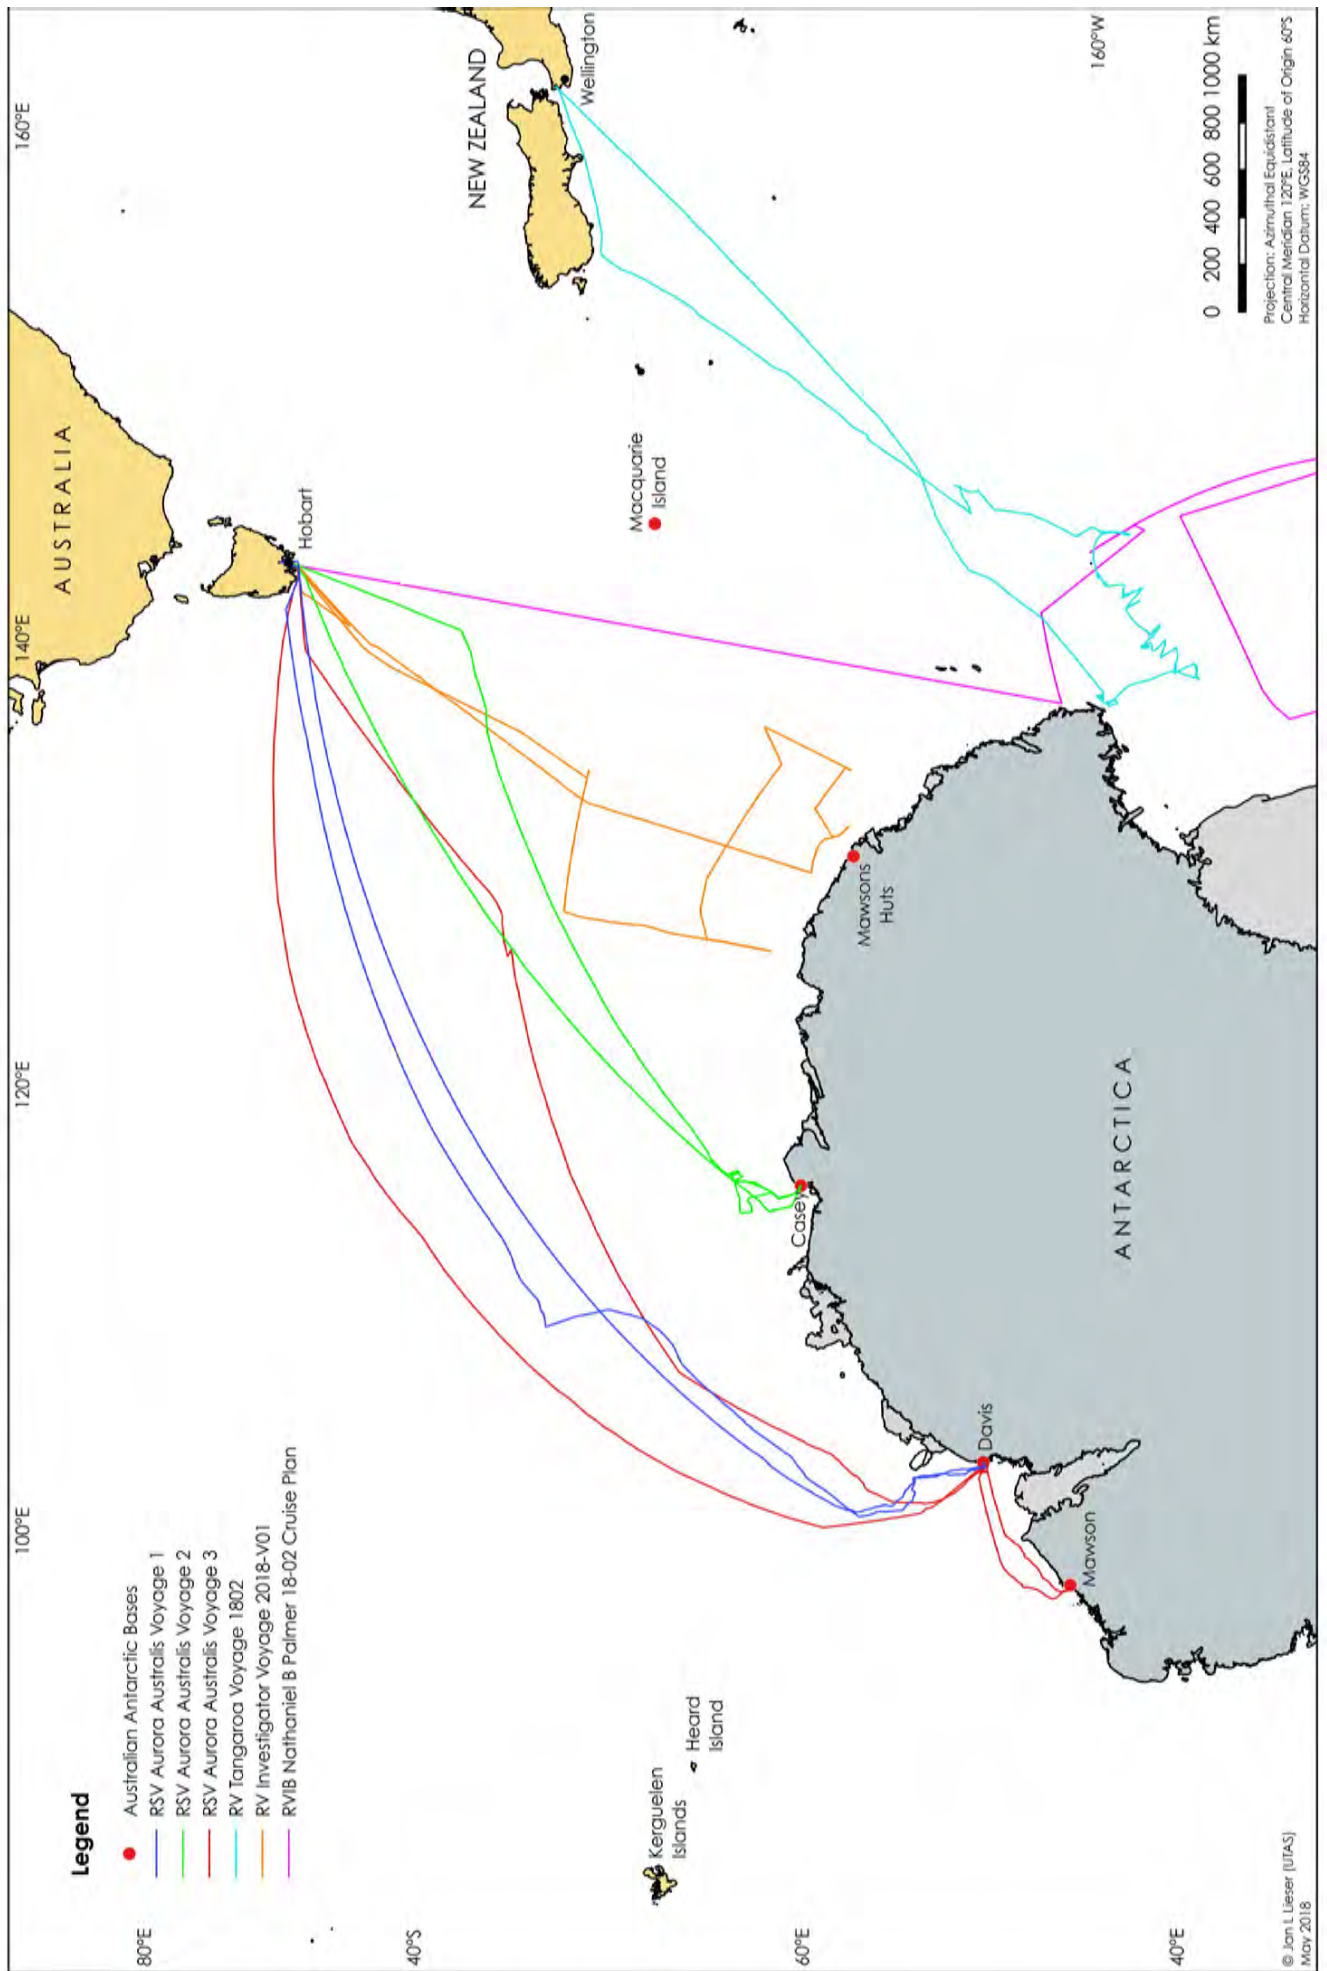 Legend
Australian Antarctic Bases
RSV Aurora Australis Voyage 1
RSV Aurora Australis Voyage 2
RSV Aurora Australis Voyage 3
RV Tangaroa Voyage 1802
RV Investigator Voyage 2018-V01
RVIB Nathaniel B Palmer 18-02 Cruise Plan
80°E
100°E
120°E
140°E
160°E
40°S
60°E
40°E
160°W
AUSTRALIA
Hobart
NEW ZEALAND
Wellington
Macquarie
Island
Kerguelen
Islands
Heard
Island
Casey
Mawsons
Huts
Davis
Mawson
ANTARCTICA
0 200 400 600 800 1000 km
Projection: Azimuthal Equidistant
Central Meridian 120°E, Latitude of Origin 60°S
Horizontal Datum: WGS84
© Jan L Lieser (UTAS)
May 2018